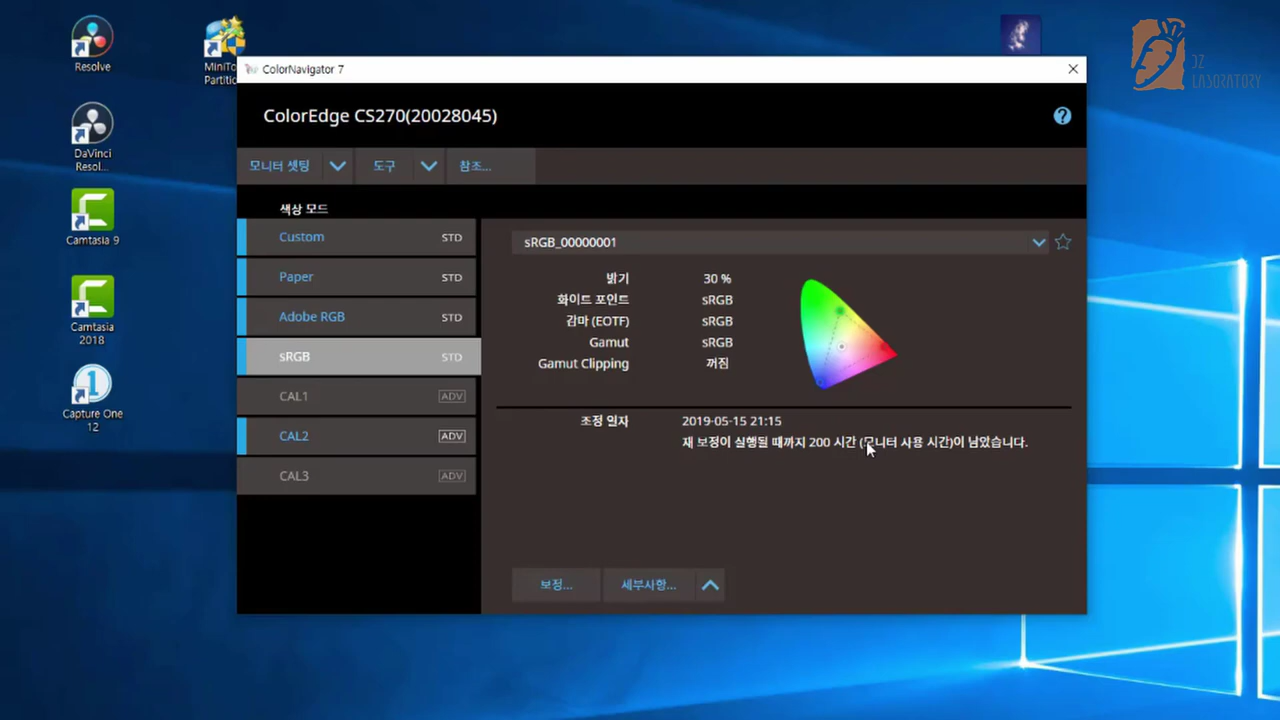 Resolve
MiniTo
Partitic
DaVinci
Resol...
Camtasia 9
Camtasia
2018
Capture One
12
JZ
LABORATORY
ColorNavigator 7
ColorEdge CS270(20028045)
모니터 셋팅
도구
참조...
색상 모드
Custom STD
Paper STD
Adobe RGB STD
sRGB STD
CAL1 ADV
CAL2 ADV
CAL3 ADV
sRGB_00000001
밝기 30 %
화이트 포인트 sRGB
감마 (EOTF) sRGB
Gamut sRGB
Gamut Clipping 꺼짐
조정 일자 2019-05-15 21:15
재 보정이 실행될 때까지 200 시간 (모니터 사용 시간)이 남았습니다.
보정...
세부사항...